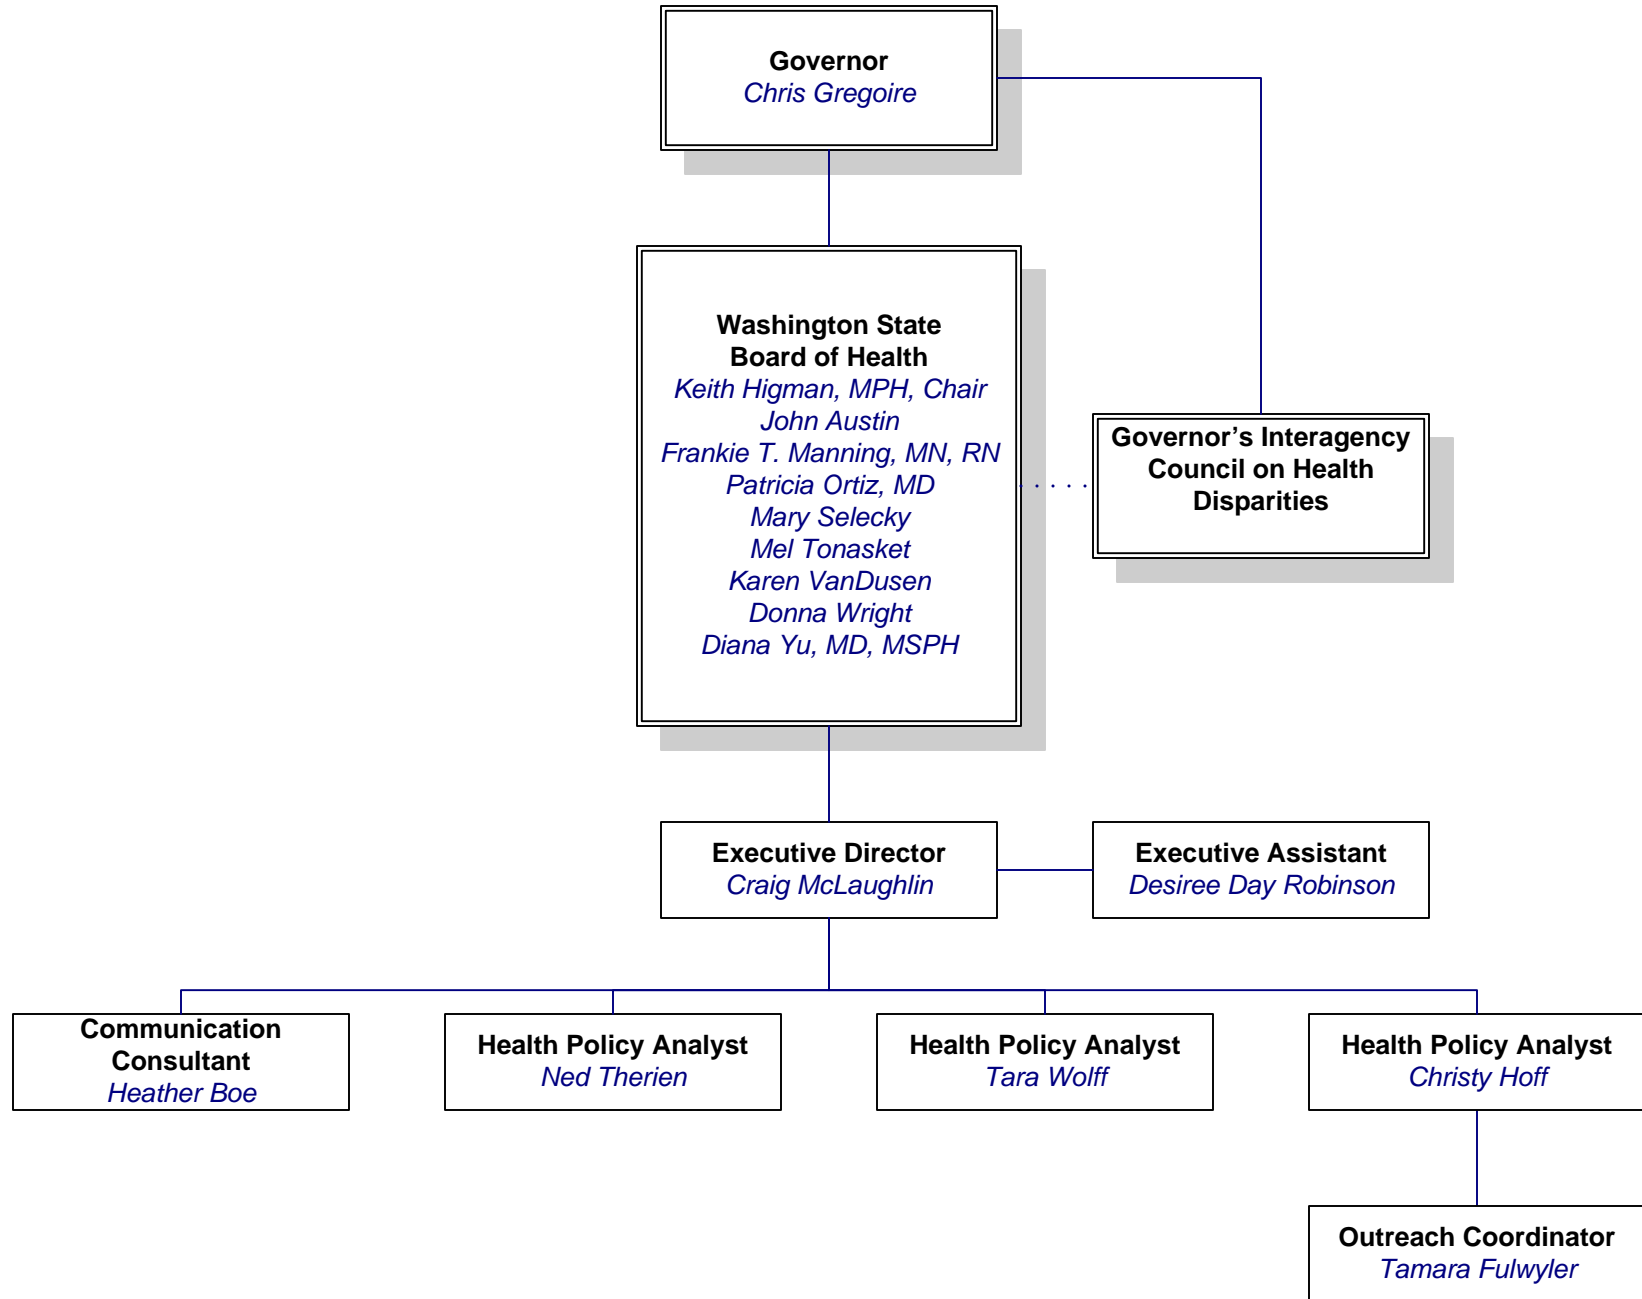 Governor
Chris Gregoire
Washington State
Board of Health
Keith Higman, MPH, Chair
John Austin
Frankie T. Manning, MN, RN
Patricia Ortiz, MD
Mary Selecky
Mel Tonasket
Karen VanDusen
Donna Wright
Diana Yu, MD, MSPH
Governor’s Interagency
Council on Health
Disparities
Executive Director
Craig McLaughlin
Executive Assistant
Desiree Day Robinson
Communication
Consultant
Heather Boe
Health Policy Analyst
Ned Therien
Health Policy Analyst
Tara Wolff
Health Policy Analyst
Christy Hoff
Outreach Coordinator
Tamara Fulwyler